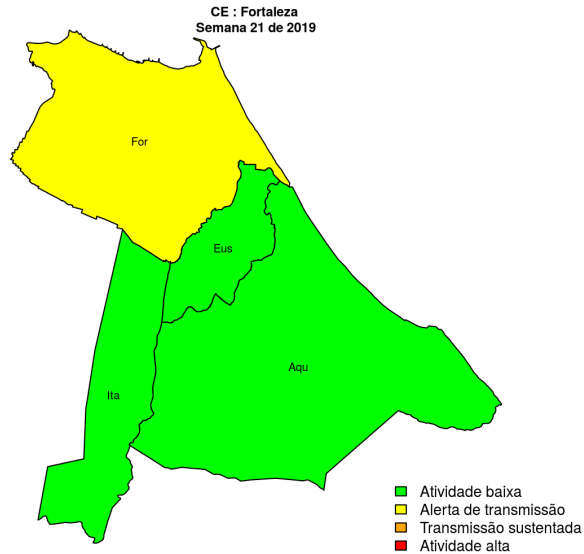 CE : Fortaleza
Semana 21 de 2019
For
Eus
Aqu
Ita
Atividade baixa
Alerta de transmissão
Transmissão sustentada
Atividade alta